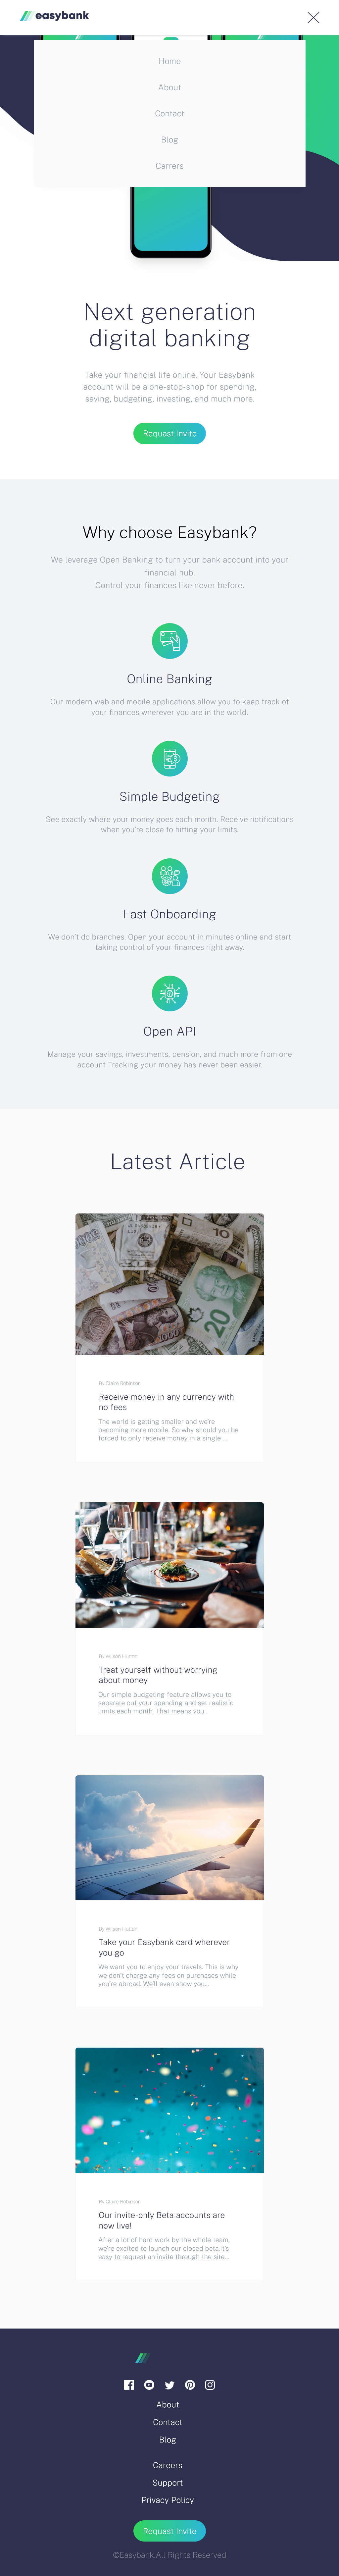 easybank
Home
About
Contact
Blog
Carrers
Next generation
digital banking
Take your financial life online. Your Easybank
account will be a one-stop-shop for spending,
saving, budgeting, investing, and much more.
Requast Invite
Why choose Easybank?
We leverage Open Banking to turn your bank account into your
financial hub.
Control your finances like never before.
Online Banking
Our modern web and mobile applications allow you to keep track of
your finances wherever you are in the world.
Simple Budgeting
See exactly where your money goes each month. Receive notifications
when you're close to hitting your limits.
Fast Onboarding
We don't do branches. Open your account in minutes online and start
taking control of your finances right away.
Open API
Manage your savings, investments, pension, and much more from one
account Tracking your money has never been easier.
Latest Article
20
By Claire Robinson
Receive money in any currency with
no fees
The world is getting smaller and we're
becoming more mobile. So why should you be
forced to only receive money in a single ...
By Wilson Hutton
Treat yourself without worrying
about money
Our simple budgeting feature allows you to
separate out your spending and set realistic
limits each month. That means you...
By Wilson Hutton
Take your Easybank card wherever
you go
We want you to enjoy your travels. This is why
we don't charge any fees on purchases while
you're abroad. We'll even show you...
By Claire Robinson
Our invite-only Beta accounts are
now live!
After a lot of hard work by the whole team,
we're excited to launch our closed beta.It's
easy to request an invite through the site...
About
Contact
Blog
Careers
Support
Privacy Policy
Requast Invite
©Easybank.All Rights Reserved